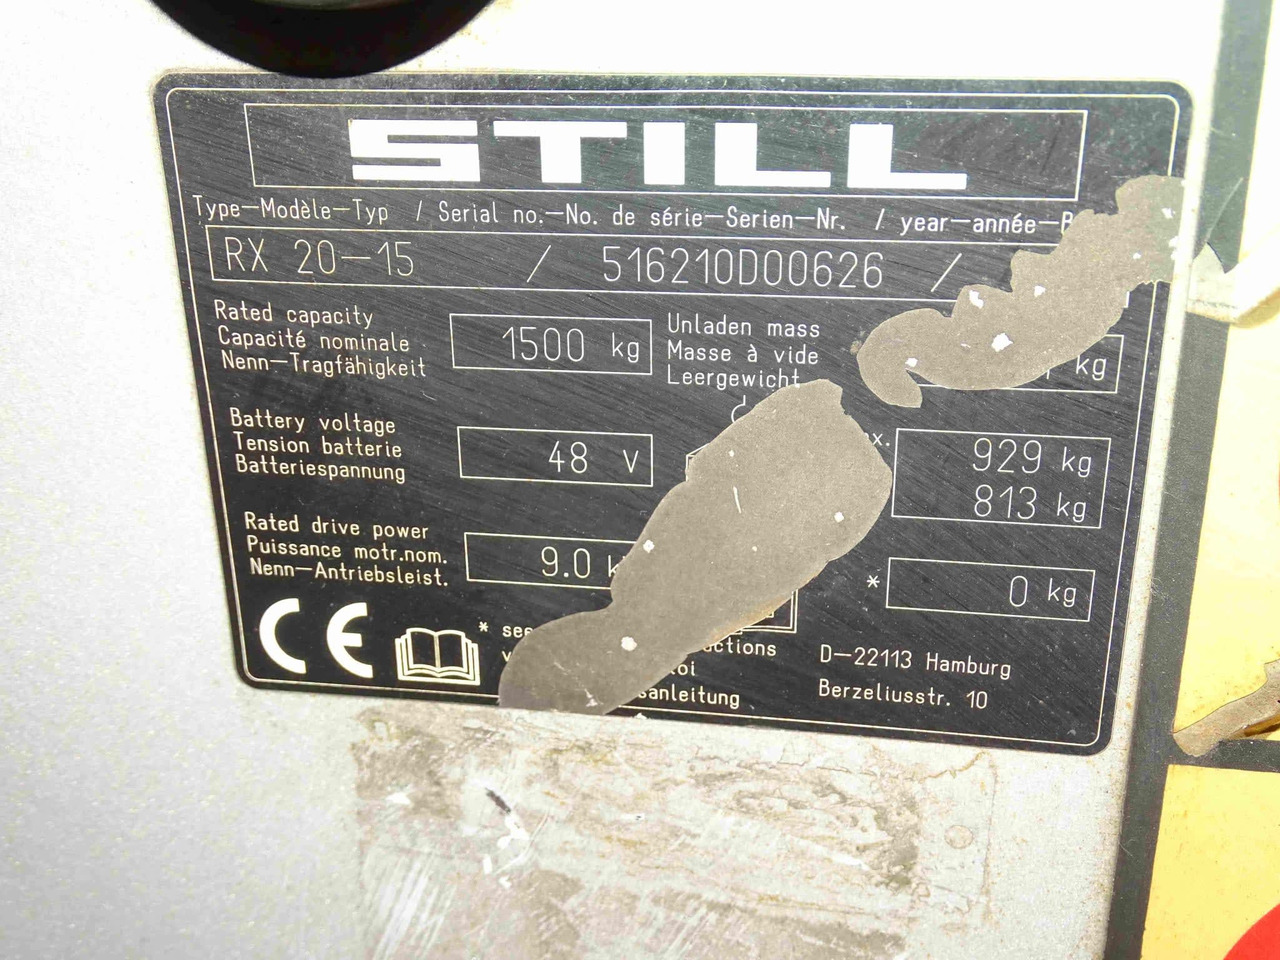 STILL
Type—Modèle—Typ / Serial no.—No. de série—Serien—Nr. / year—année—
RX 20—15 / 516210D00626 /
Rated capacity
Capacité nominale
Nenn—Tragfähigkeit
1500 kg
Unladen mass
Masse à vide
Leergewicht
kg
Battery voltage
Tension batterie
Batteriespannung
48 V
929 kg
813 kg
Rated drive power
Puissance motr.nom.
Nenn—Antriebsleist.
9.0
* 0 kg
CE
* see
D—22113 Hamburg
Berzeliusstr. 10